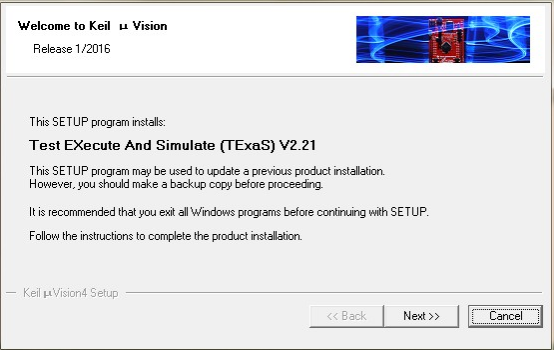 Welcome to Keil µ Vision
Release 1/2016
This SETUP program installs:
Test EXecute And Simulate (TExaS) V2.21
This SETUP program may be used to update a previous product installation.
However, you should make a backup copy before proceeding.
It is recommended that you exit all Windows programs before continuing with SETUP.
Follow the instructions to complete the product installation.
Keil µVision4 Setup
<< Back
Next >>
Cancel